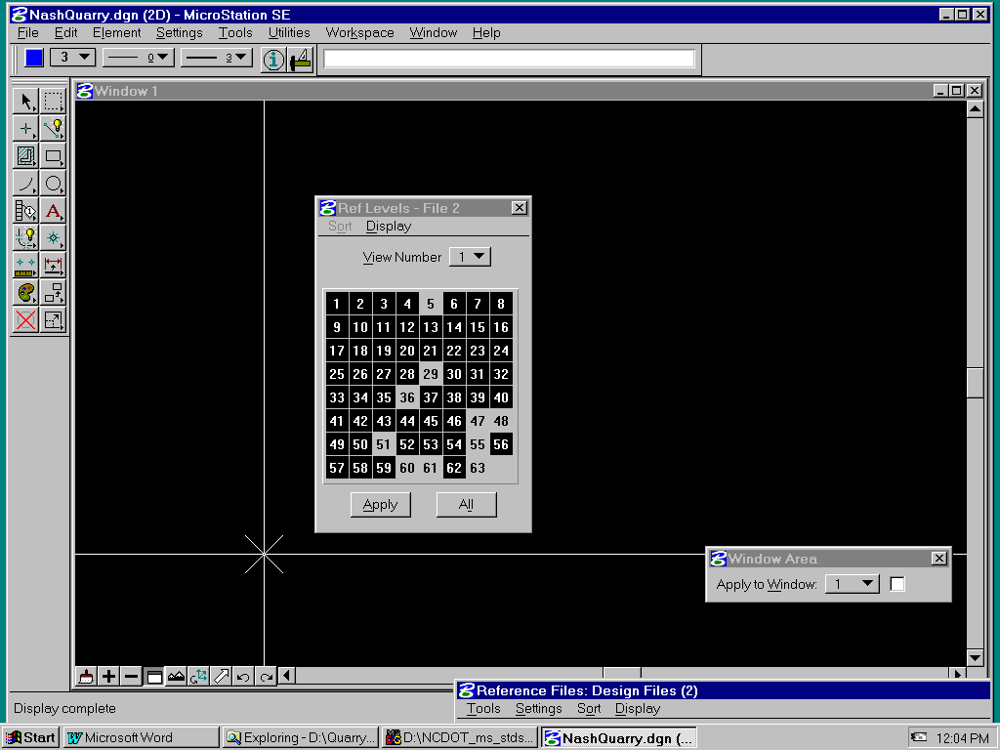 NashQuarry.dgn (2D) - MicroStation SE
File Edit Element Settings Tools Utilities Workspace Window Help
3 0 3
Window 1
Ref Levels - File 2
Sort Display
View Number 1
1 2 3 4 5 6 7 8
9 10 11 12 13 14 15 16
17 18 19 20 21 22 23 24
25 26 27 28 29 30 31 32
33 34 35 36 37 38 39 40
41 42 43 44 45 46 47 48
49 50 51 52 53 54 55 56
57 58 59 60 61 62 63
Apply All
Window Area
Apply to Window: 1
Reference Files: Design Files (2)
Tools Settings Sort Display
Display complete
Start Microsoft Word Exploring - D:\Quarry... D:\NCDOT_ms_stds... NashQuarry.dgn (... 12:04 PM